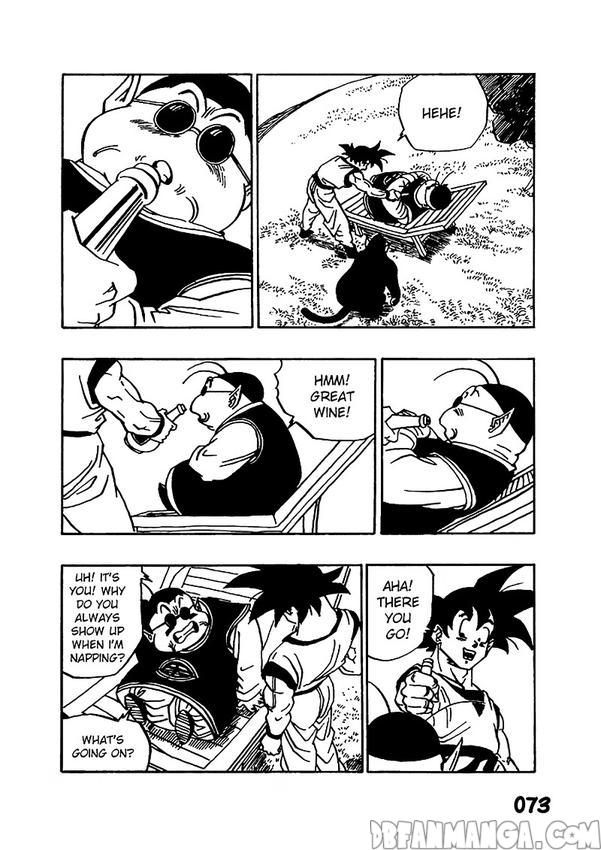 HEHE!
HMM!
GREAT
WINE!
AHA!
THERE
YOU
GO!
UH! IT'S
YOU! WHY
DO YOU
ALWAYS
SHOW UP
WHEN I'M
NAPPING?
WHAT'S
GOING ON?
073
DBFANMANGA.COM